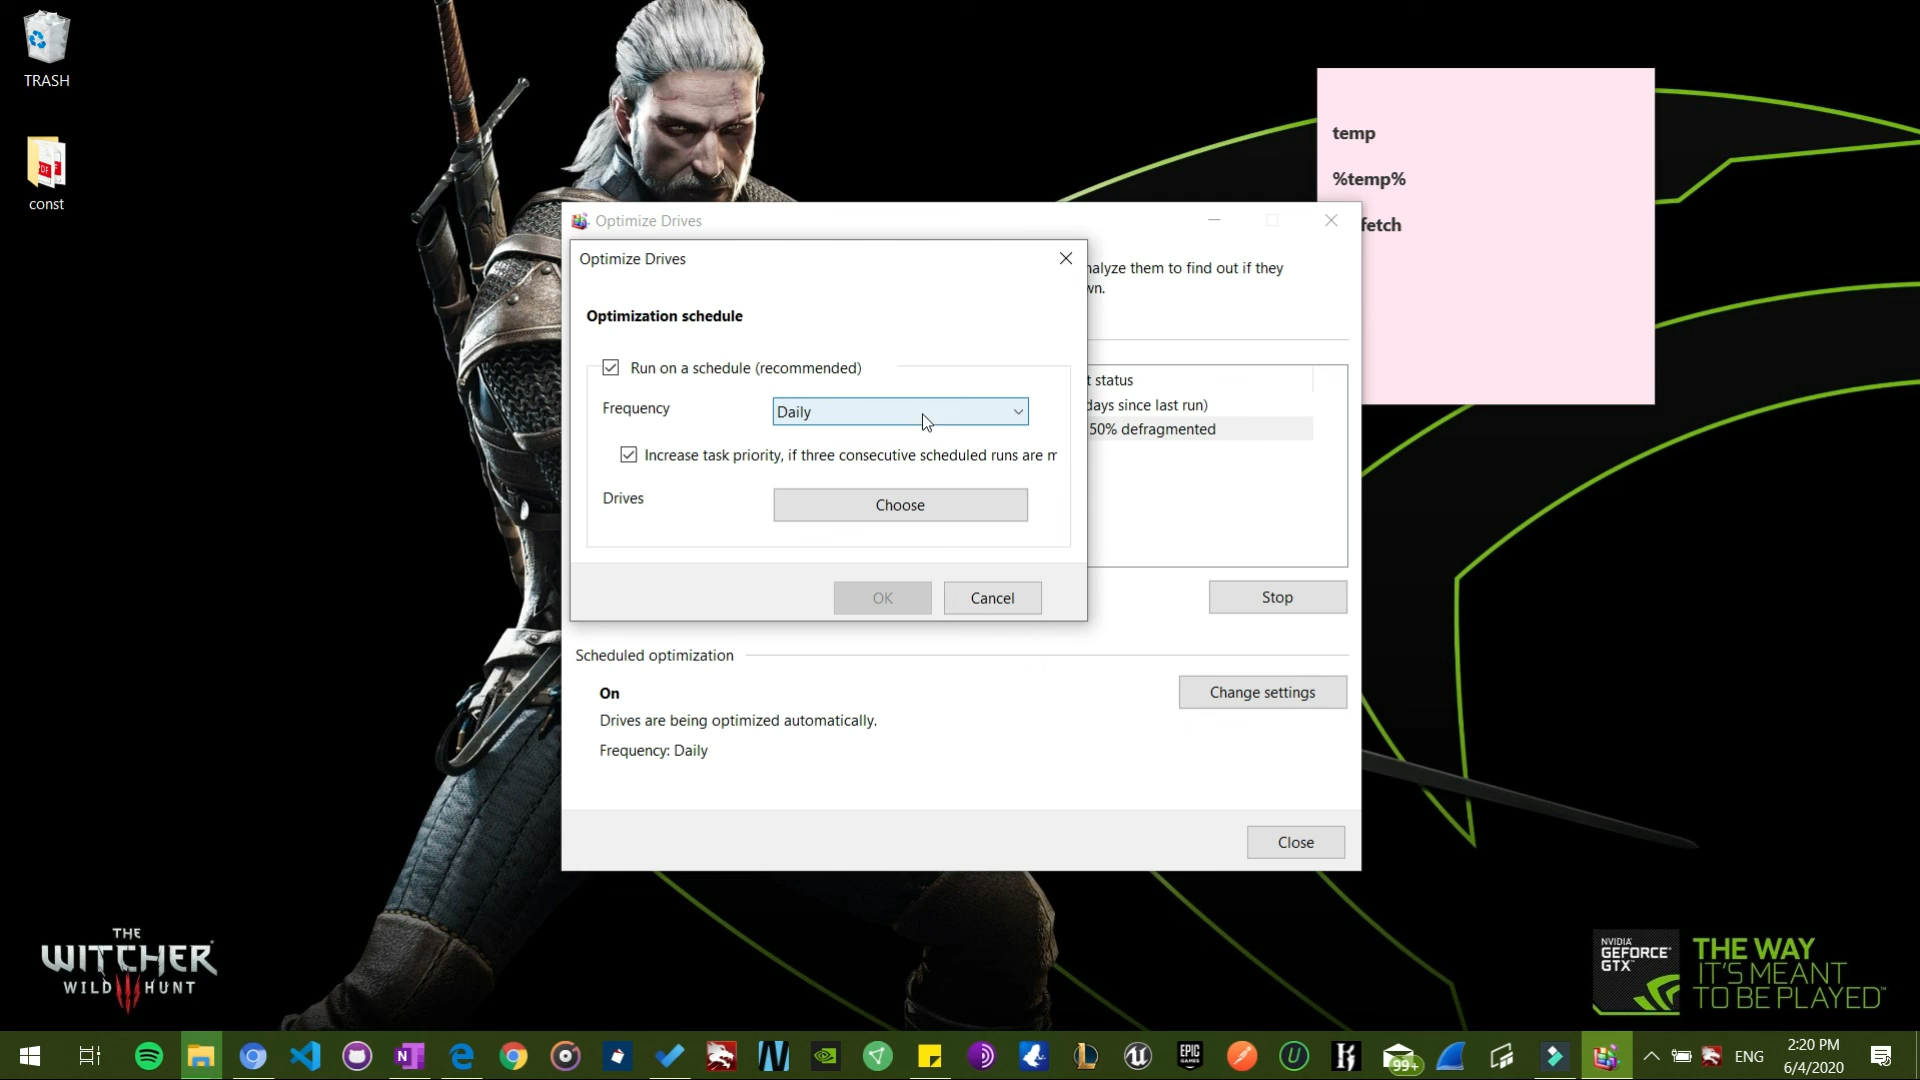 TRASH
const
temp
%temp%
fetch
Optimize Drives
Optimize Drives
nalyze them to find out if they
wn.
Optimization schedule
Run on a schedule (recommended)
t status
Frequency
Daily
days since last run)
50% defragmented
Increase task priority, if three consecutive scheduled runs are m
Drives
Choose
OK
Cancel
Stop
Scheduled optimization
On
Change settings
Drives are being optimized automatically.
Frequency: Daily
Close
THE
WITCHER
WILD HUNT
NVIDIA
GEFORCE
GTX
THE WAY
IT'S MEANT
TO BE PLAYED™
EPIC
GAMES
99+
ENG
2:20 PM
6/4/2020